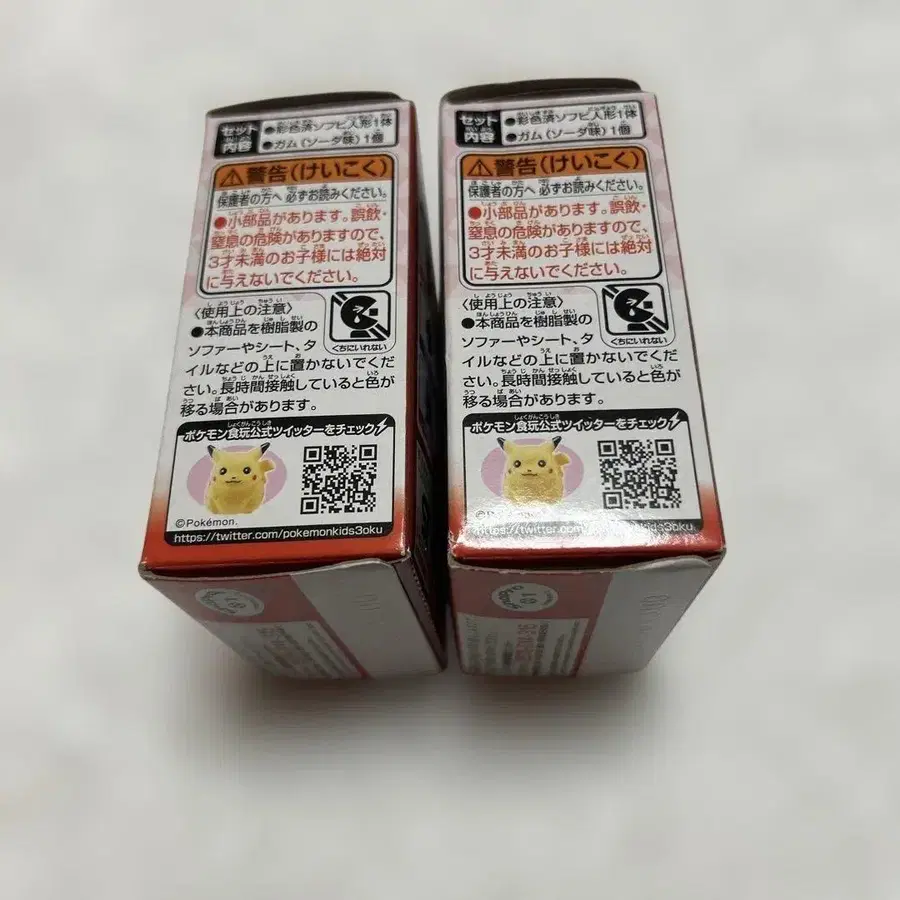 セット内容
●彩色済ソフビ人形1体
●ガム(ソーダ味)1個
警告(けいこく)
保護者の方へ 必ずお読みください。
●小部品があります。誤飲・
窒息の危険がありますので、
3才未満のお子様には絶対
に与えないでください。
〈使用上の注意〉
●本商品を樹脂製の
ソファーやシート、タ
イルなどの上に置かないでくだ
さい。長時間接触していると色が
移る場合があります。
くちにいれない
ポケモン食玩公式ツイッターをチェック
©Pokémon.
https://twitter.com/pokemonkids3oku
セット内容
●彩色済ソフビ人形1体
●ガム(ソーダ味)1個
警告(けいこく)
保護者の方へ 必ずお読みください。
●小部品があります。誤飲・
窒息の危険がありますので、
3才未満のお子様には絶対
に与えないでください。
〈使用上の注意〉
●本商品を樹脂製の
ソファーやシート、タ
イルなどの上に置かないでくだ
さい。長時間接触していると色が
移る場合があります。
くちにいれない
ポケモン食玩公式ツイッターをチェック
https://twitter.com/pokemonkids3oku